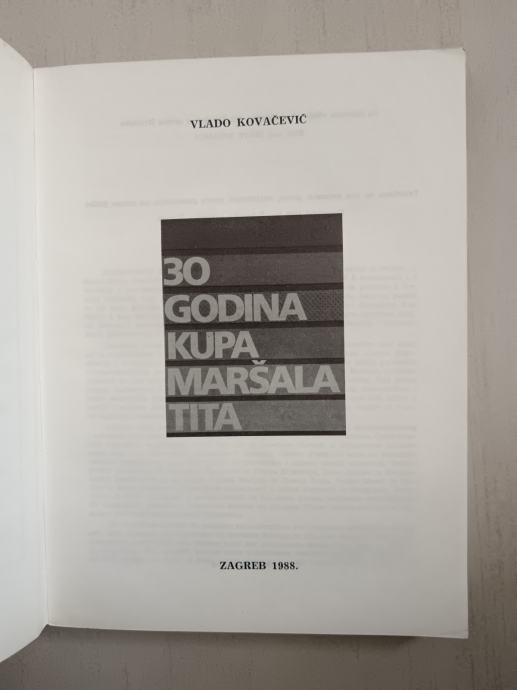 VLADO KOVAČEVIĆ
30
GODINA
KUPA
MARŠALA
TITA
ZAGREB 1988.